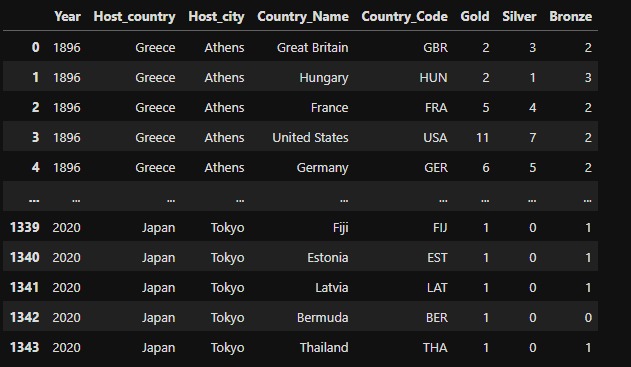 Year Host_country Host_city Country_Name Country_Code Gold Silver Bronze
0 1896 Greece Athens Great Britain GBR 2 3 2
1 1896 Greece Athens Hungary HUN 2 1 3
2 1896 Greece Athens France FRA 5 4 2
3 1896 Greece Athens United States USA 11 7 2
4 1896 Greece Athens Germany GER 6 5 2
... ... ... ... ... ... ... ... ...
1339 2020 Japan Tokyo Fiji FIJ 1 0 1
1340 2020 Japan Tokyo Estonia EST 1 0 1
1341 2020 Japan Tokyo Latvia LAT 1 0 1
1342 2020 Japan Tokyo Bermuda BER 1 0 0
1343 2020 Japan Tokyo Thailand THA 1 0 1